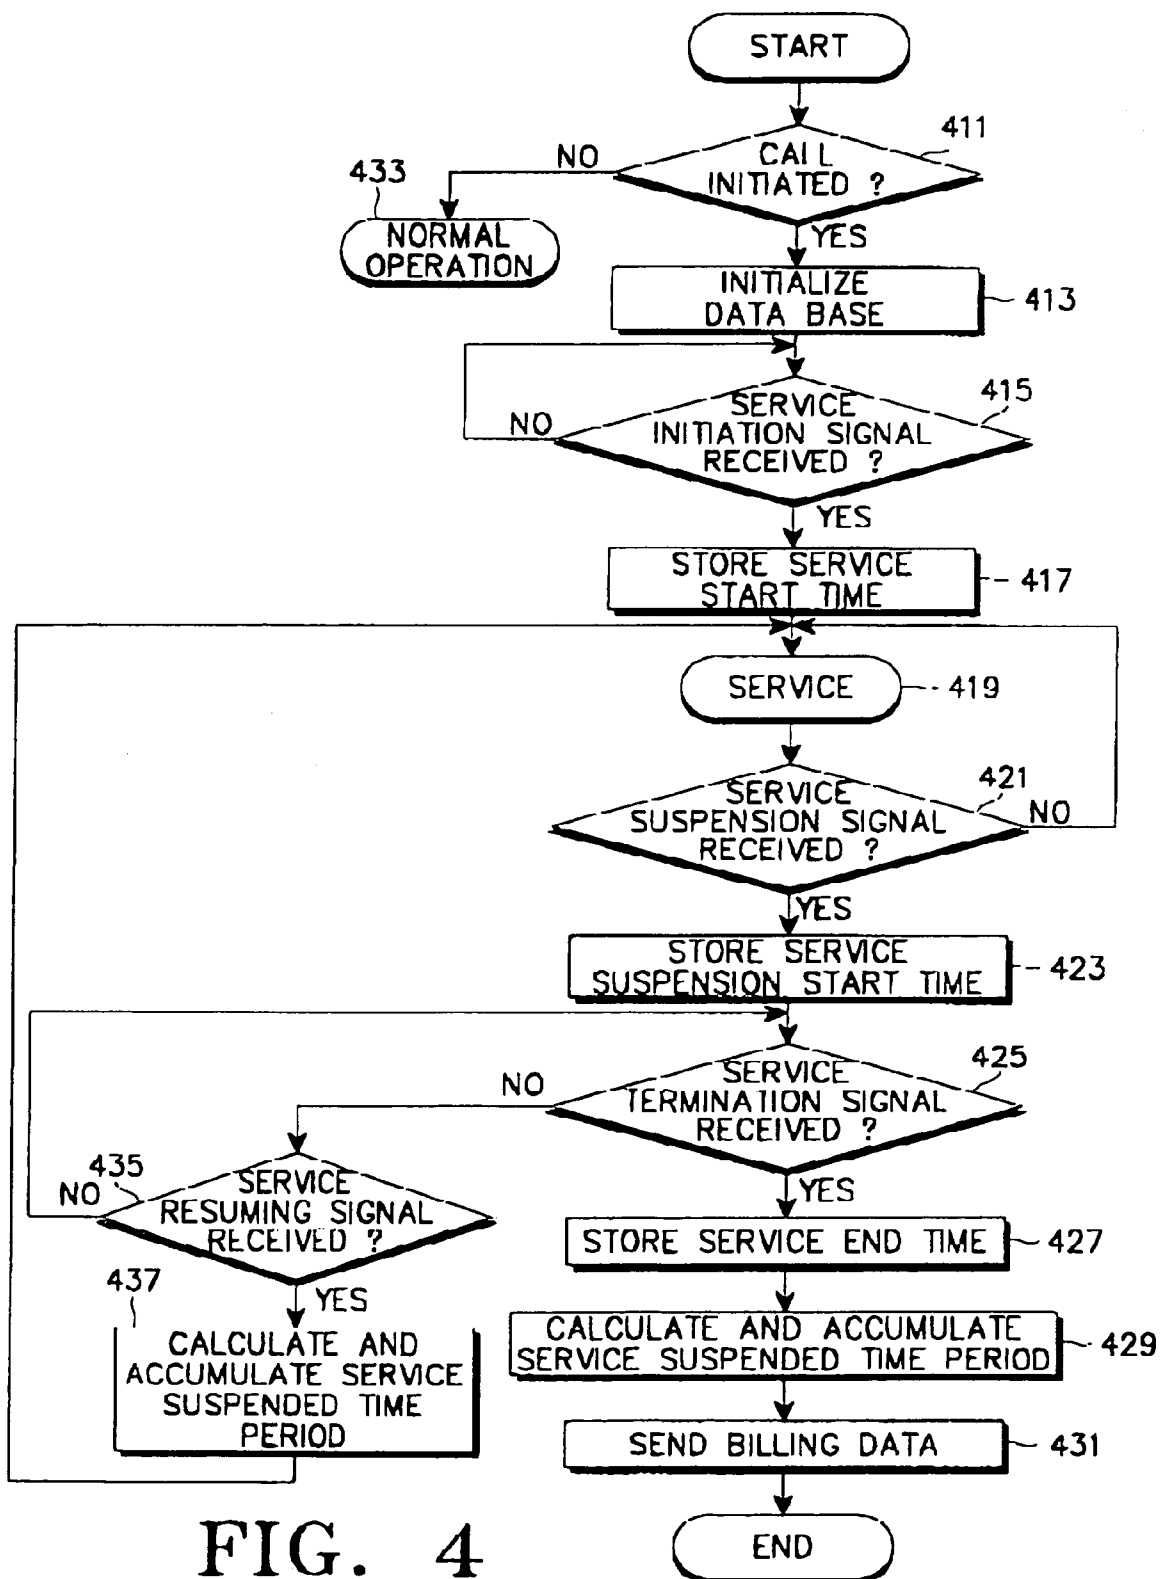 START
411
CALL
INITIATED ?
NO
433
NORMAL
OPERATION
YES
INITIALIZE
DATA BASE
413
415
SERVICE
INITIATION SIGNAL
RECEIVED ?
NO
YES
STORE SERVICE
START TIME
417
SERVICE
419
421
SERVICE
SUSPENSION SIGNAL
RECEIVED ?
NO
YES
STORE SERVICE
SUSPENSION START TIME
423
425
SERVICE
TERMINATION SIGNAL
RECEIVED ?
NO
435
SERVICE
RESUMING SIGNAL
RECEIVED ?
NO
YES
437
CALCULATE AND
ACCUMULATE SERVICE
SUSPENDED TIME
PERIOD
YES
STORE SERVICE END TIME
427
CALCULATE AND ACCUMULATE
SERVICE SUSPENDED TIME PERIOD
429
SEND BILLING DATA
431
END
FIG. 4